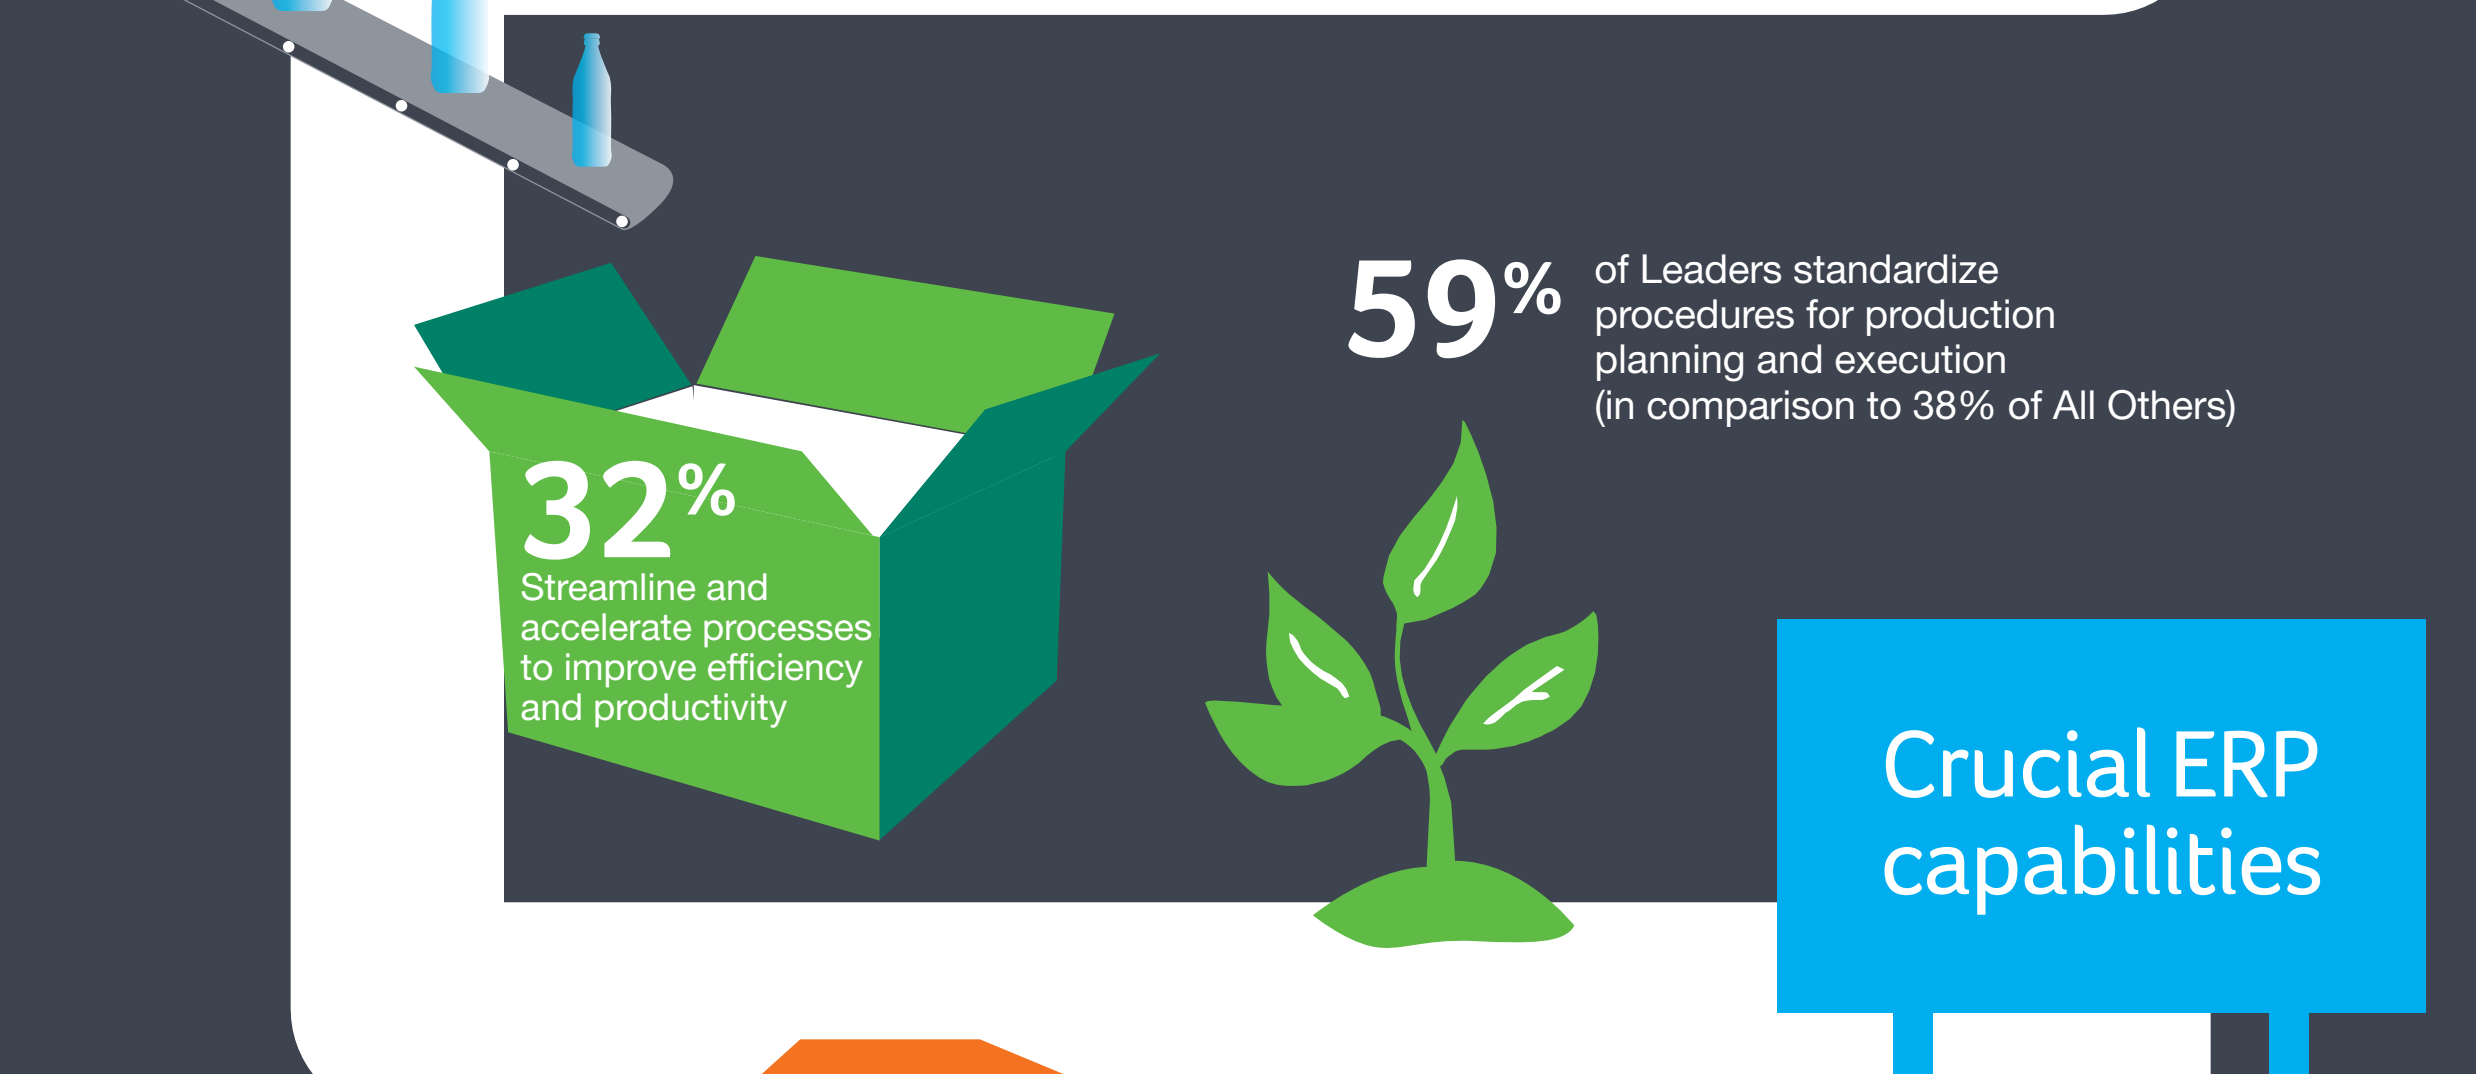 59%
of Leaders standardize
procedures for production
planning and execution
(in comparison to 38% of All Others)
32%
Streamline and
accelerate processes
to improve efficiency
and productivity
Crucial ERP
capabilities